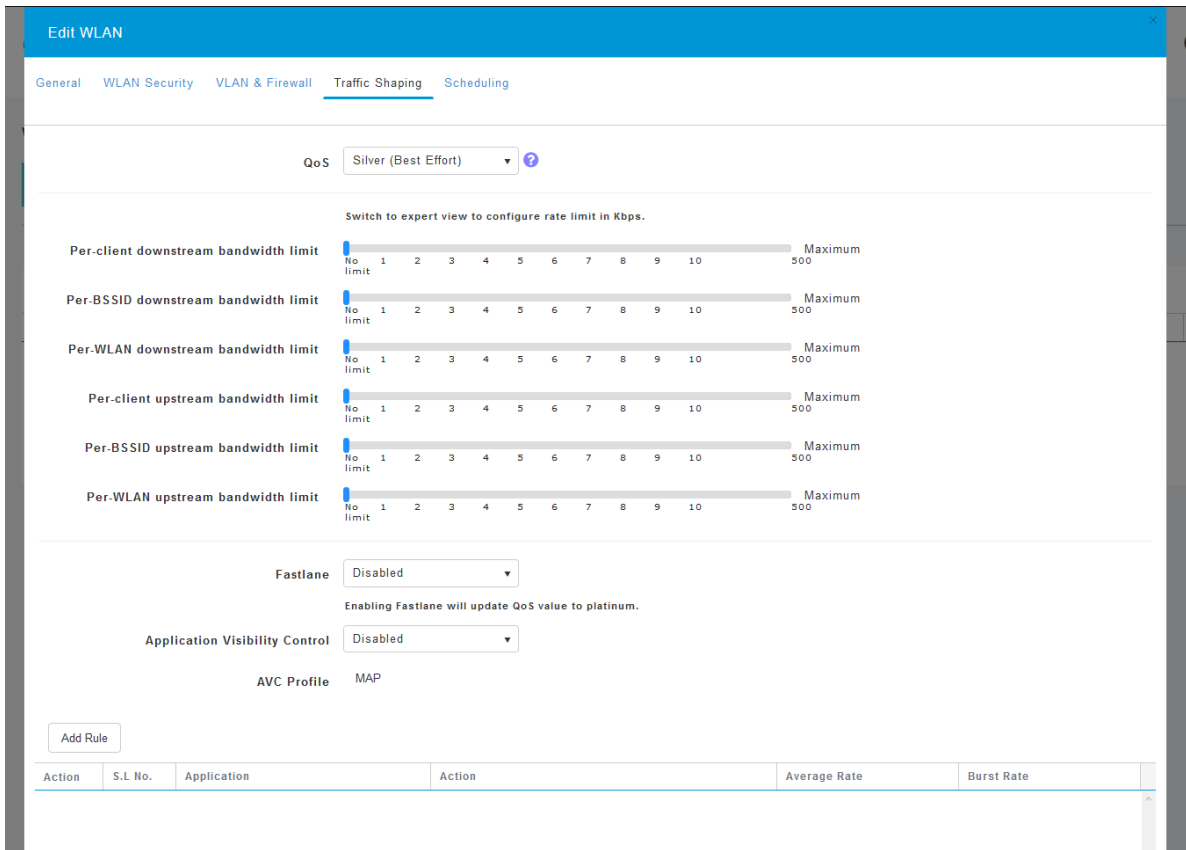 Edit WLAN
×
General WLAN Security VLAN & Firewall Traffic Shaping Scheduling
QoS Silver (Best Effort) ?
Switch to expert view to configure rate limit in Kbps.
Per-client downstream bandwidth limit Maximum
No limit 1 2 3 4 5 6 7 8 9 10 500
Per-BSSID downstream bandwidth limit Maximum
No limit 1 2 3 4 5 6 7 8 9 10 500
Per-WLAN downstream bandwidth limit Maximum
No limit 1 2 3 4 5 6 7 8 9 10 500
Per-client upstream bandwidth limit Maximum
No limit 1 2 3 4 5 6 7 8 9 10 500
Per-BSSID upstream bandwidth limit Maximum
No limit 1 2 3 4 5 6 7 8 9 10 500
Per-WLAN upstream bandwidth limit Maximum
No limit 1 2 3 4 5 6 7 8 9 10 500
Fastlane Disabled
Enabling Fastlane will update QoS value to platinum.
Application Visibility Control Disabled
AVC Profile MAP
Add Rule
Action S.L No. Application Action Average Rate Burst Rate